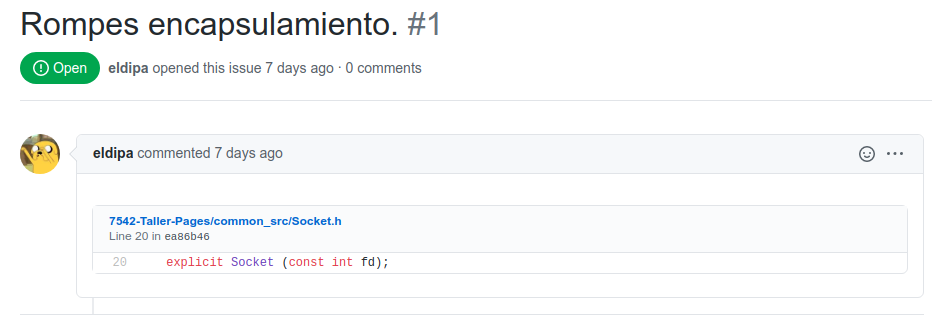 Rompes encapsulamiento. #1
Open eldipa opened this issue 7 days ago · 0 comments
eldipa commented 7 days ago
7542-Taller-Pages/common_src/Socket.h
Line 20 in ea86b46
20 explicit Socket (const int fd);